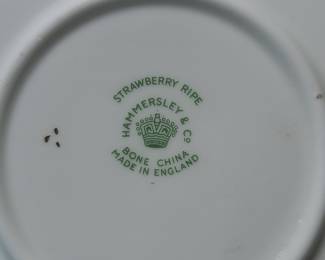 STRAWBERRY RIPE
HAMMERSLEY & Co
BONE CHINA
MADE IN ENGLAND